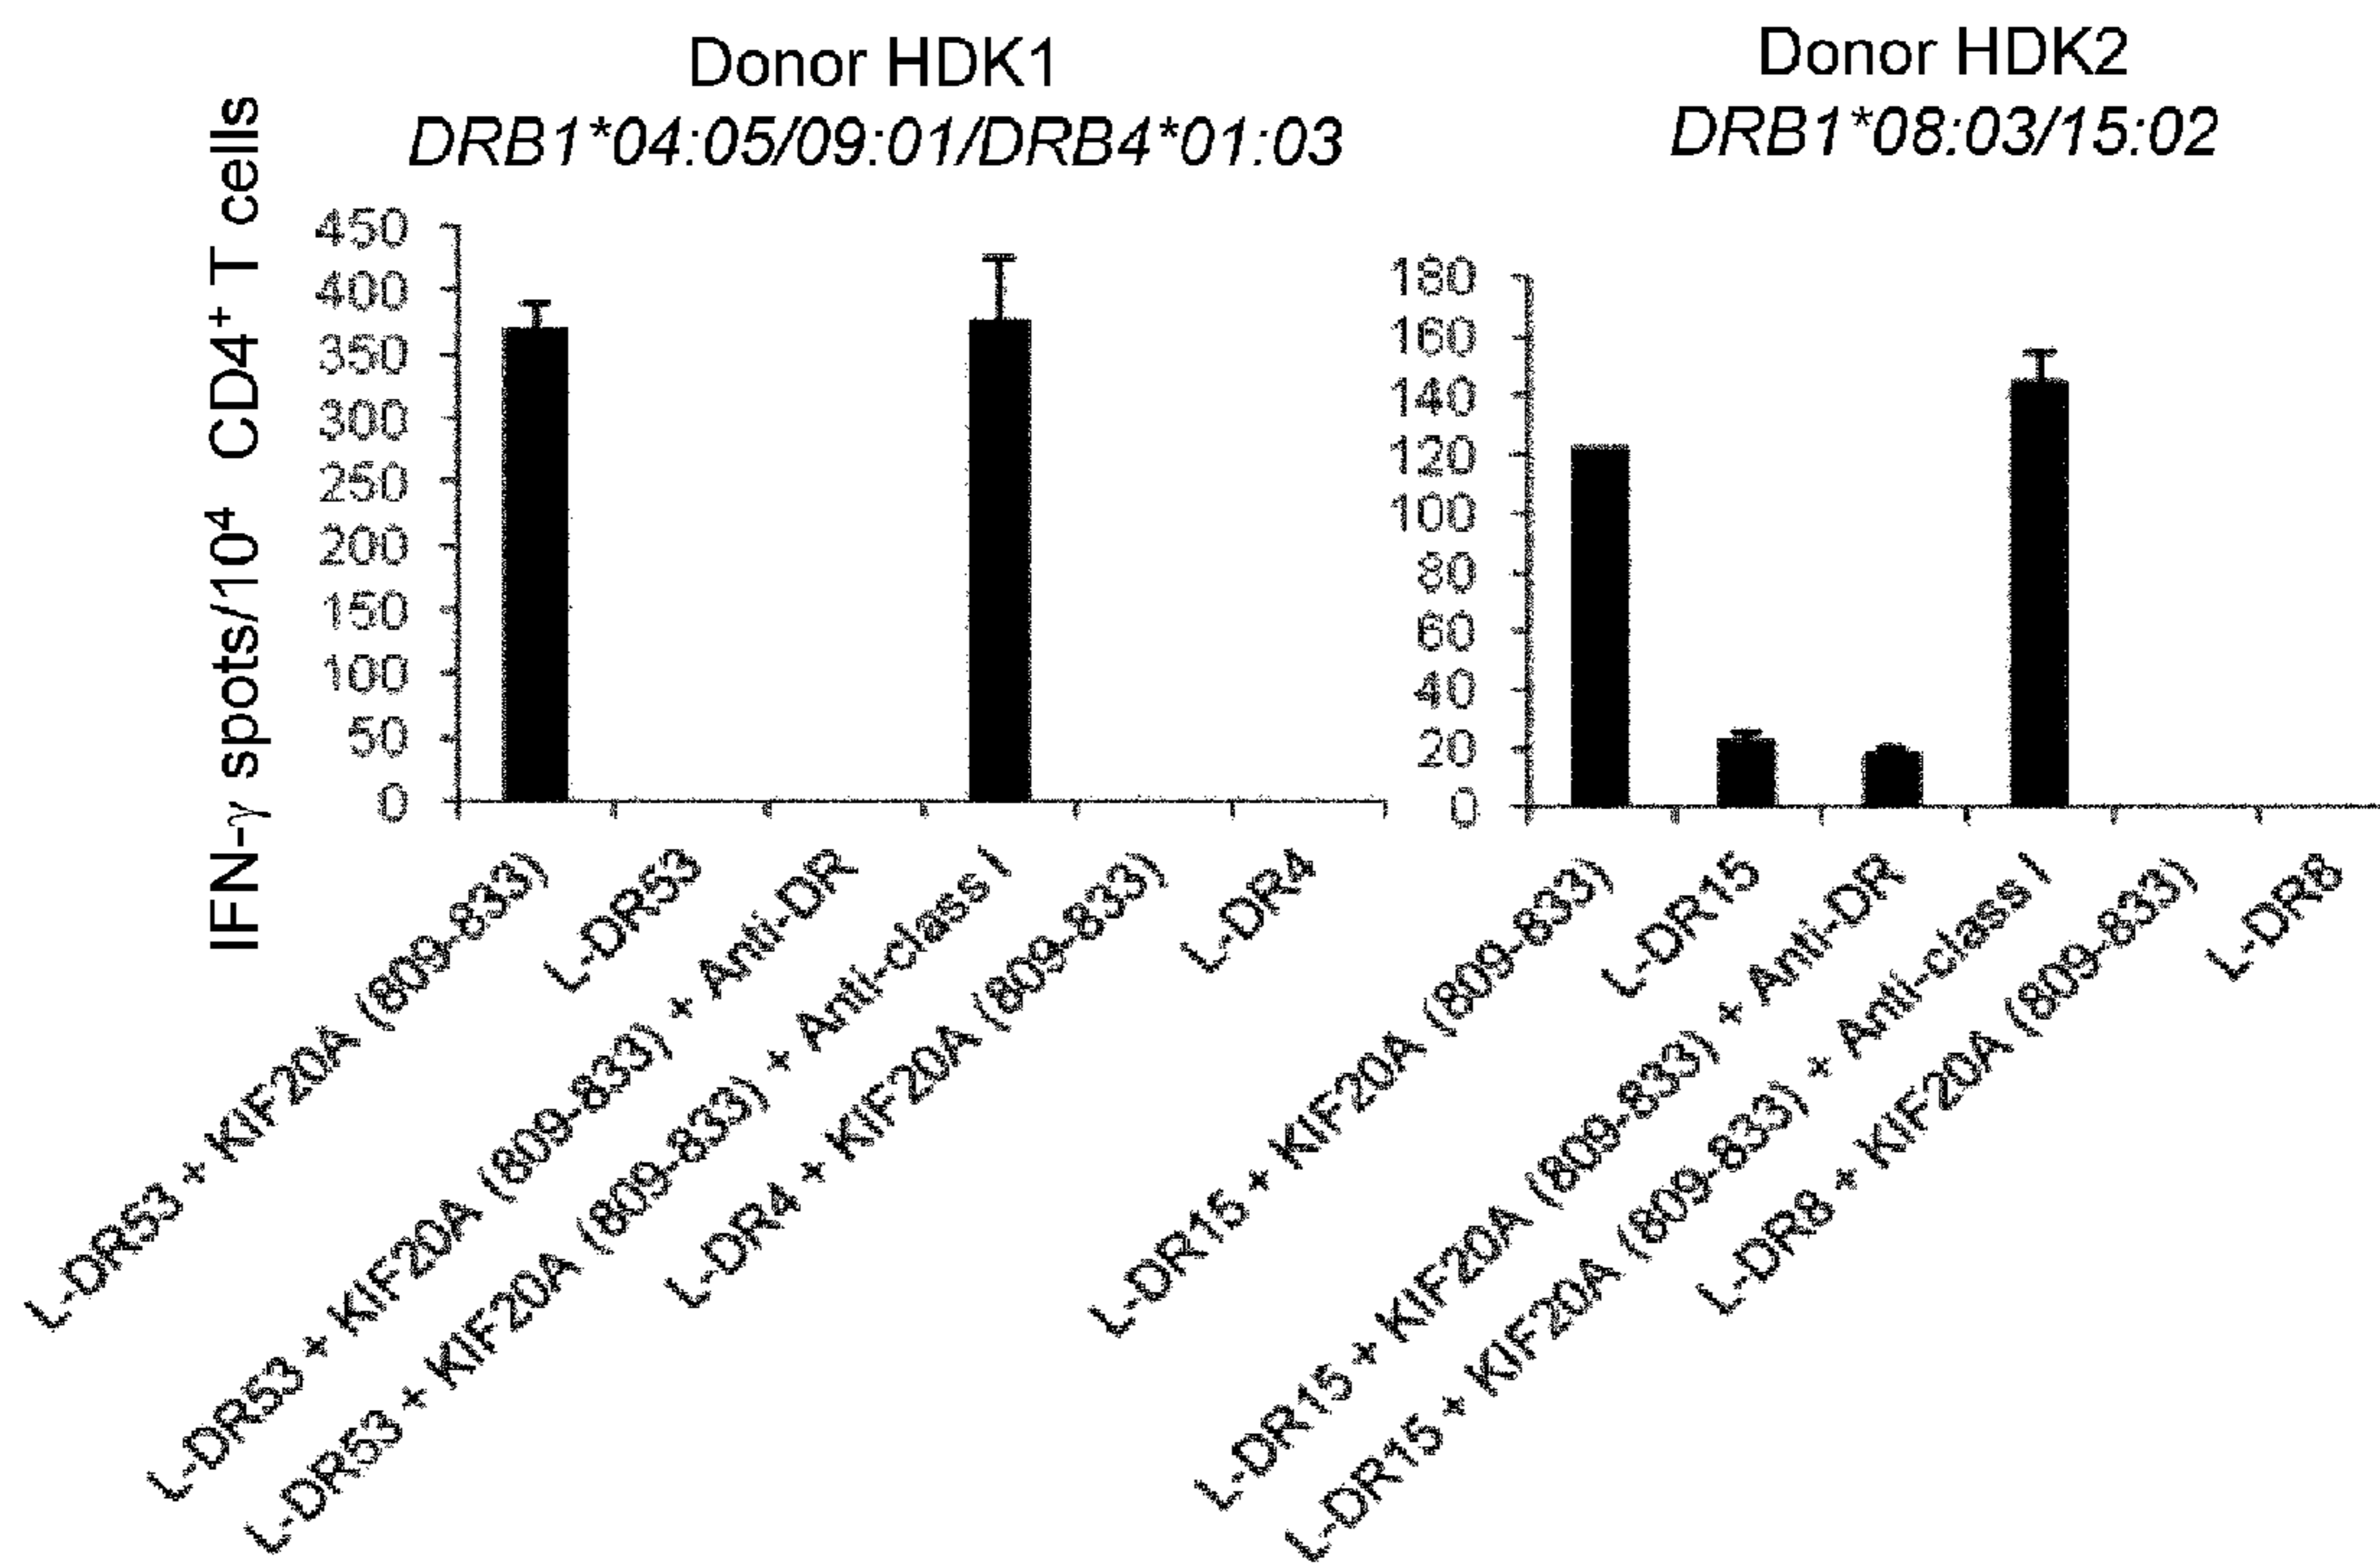 Donor HDK1
DRB1*04:05/09:01/DRB4*01:03
IFN-γ spots/10⁴ CD4⁺ T cells
450
400
350
300
250
200
150
100
50
0
L-DR53 + KIF20A (809-833)
L-DR53
L-DR53 + KIF20A (809-833) + Anti-DR
L-DR53 + KIF20A (809-833) + Anti-class I
L-DR4 + KIF20A (809-833)
L-DR4
Donor HDK2
DRB1*08:03/15:02
180
160
140
120
100
80
60
40
20
0
L-DR15 + KIF20A (809-833)
L-DR15
L-DR15 + KIF20A (809-833) + Anti-DR
L-DR15 + KIF20A (809-833) + Anti-class I
L-DR8 + KIF20A (809-833)
L-DR8